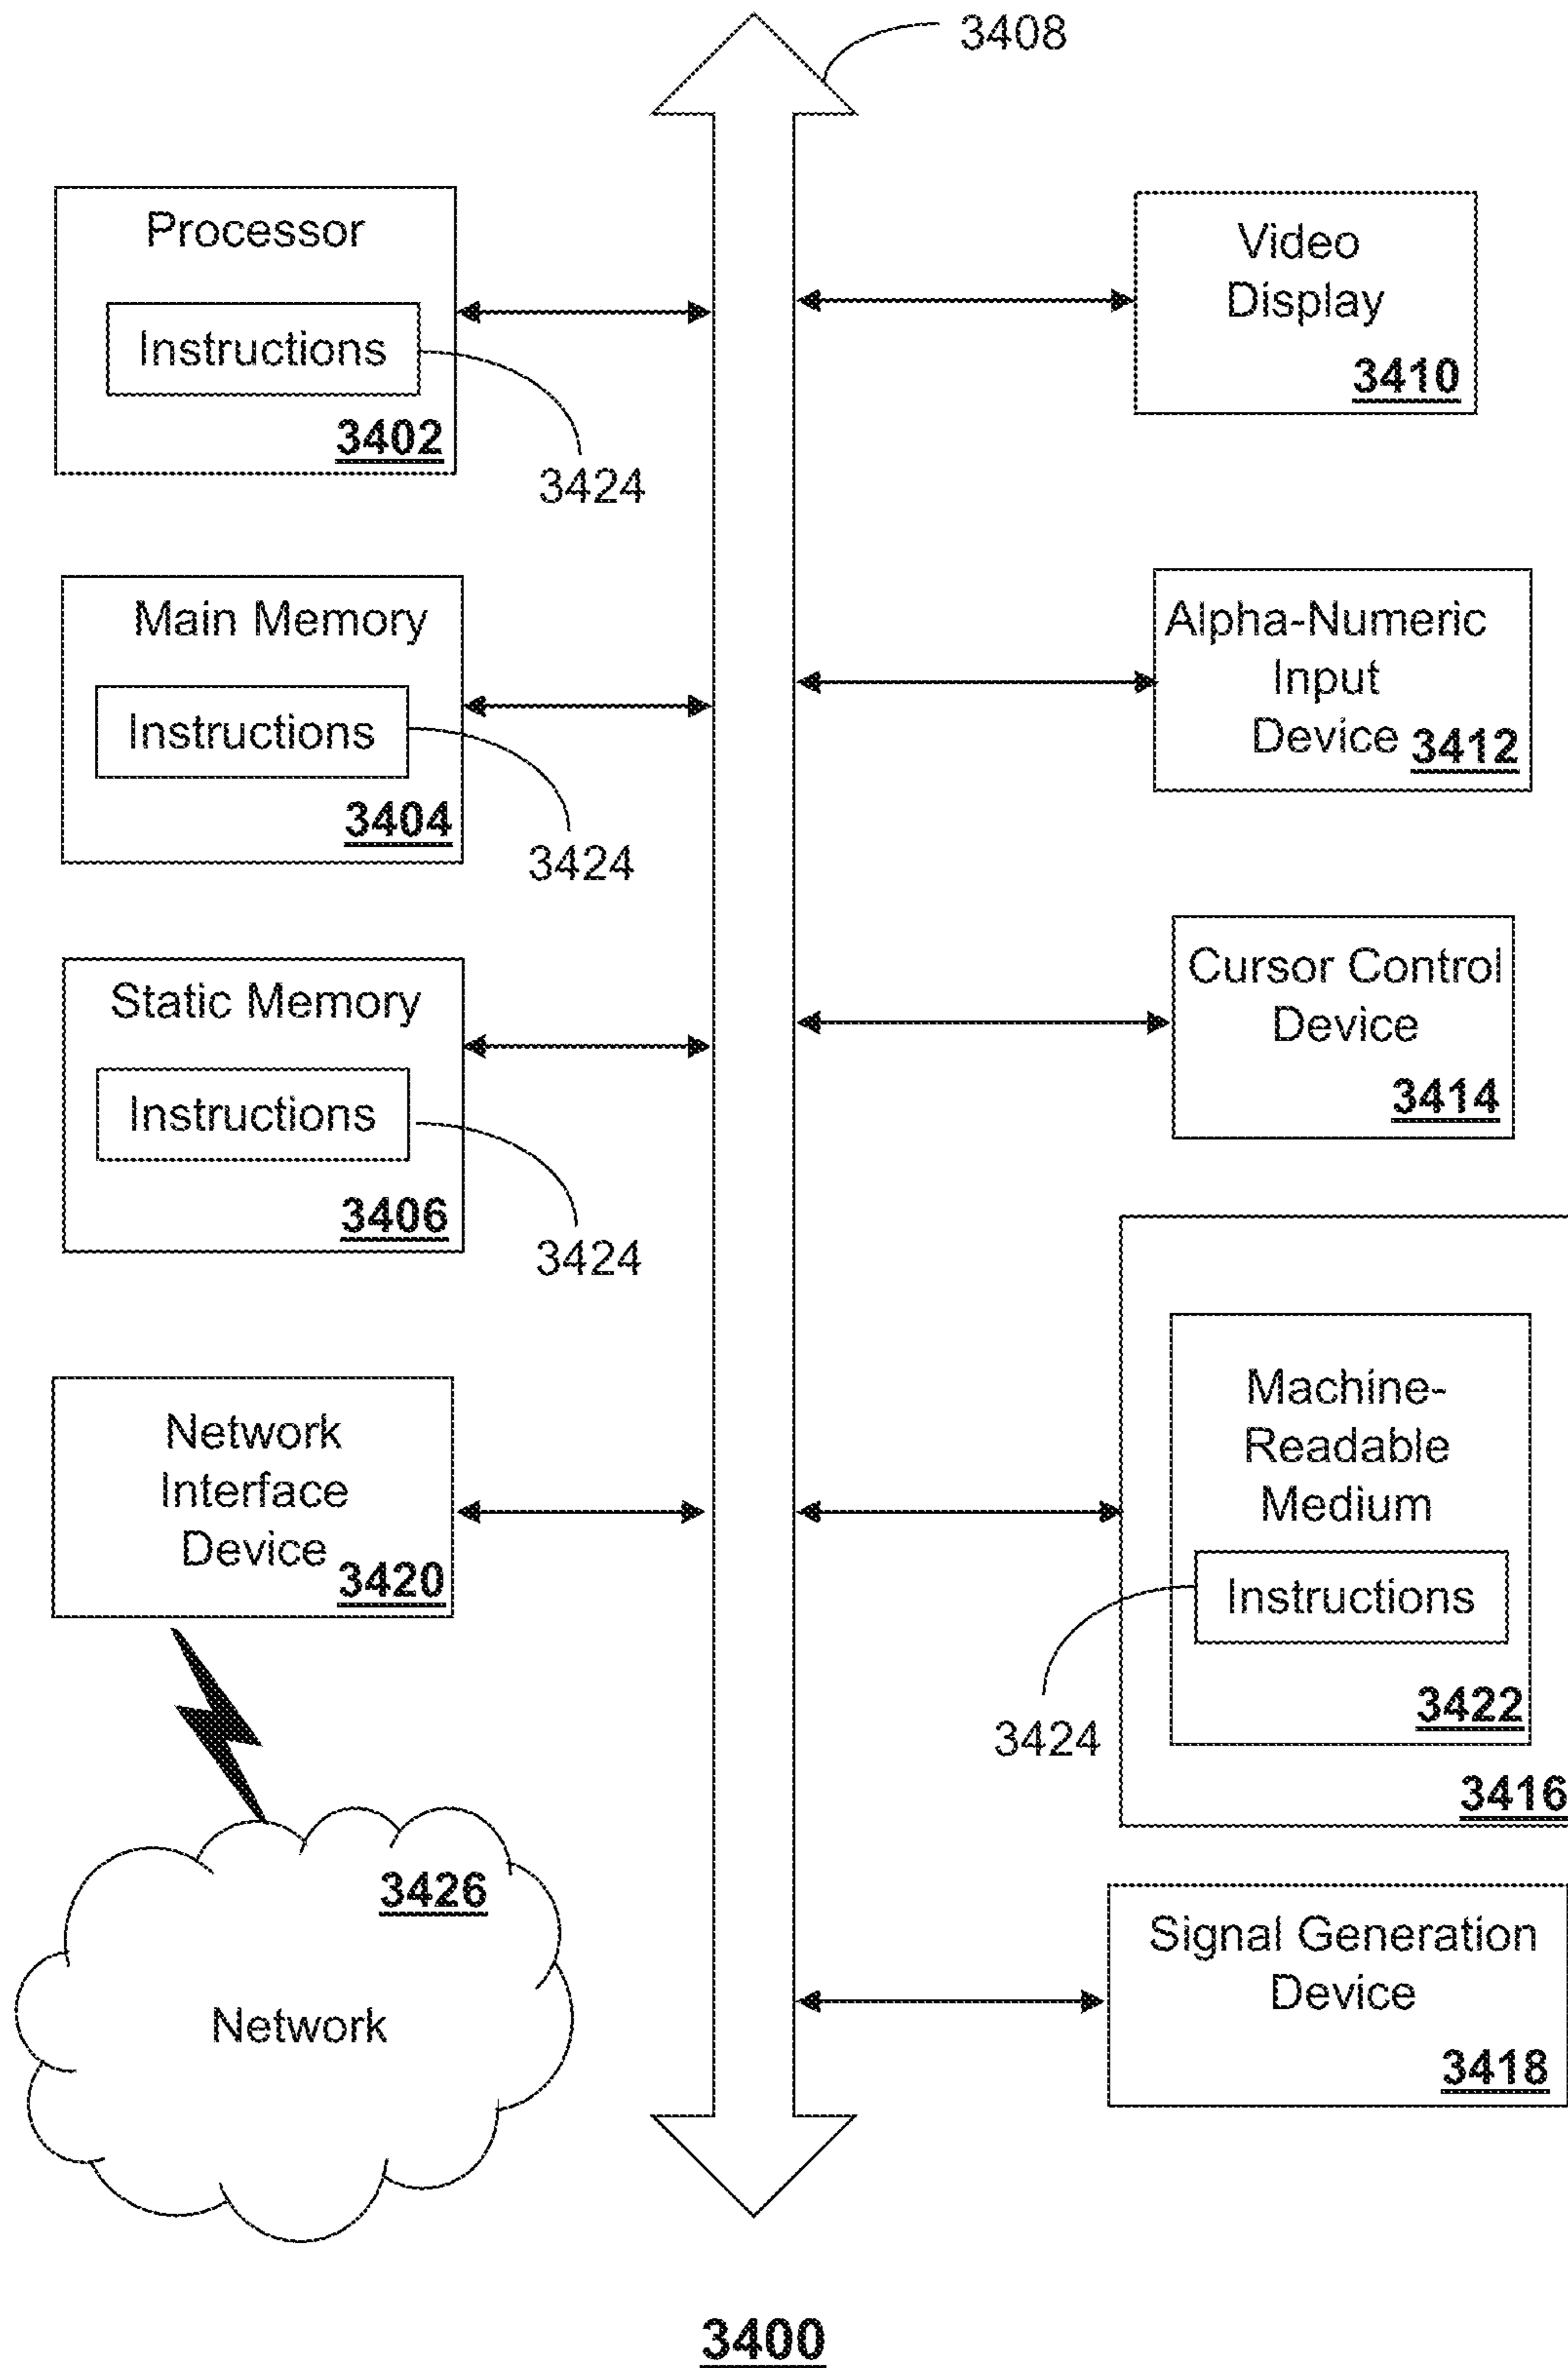 3408
Processor
Instructions
3402
3424
Main Memory
Instructions
3404
3424
Static Memory
Instructions
3406
3424
Network
Interface
Device
3420
3426
Network
Video
Display
3410
Alpha-Numeric
Input
Device 3412
Cursor Control
Device
3414
Machine-
Readable
Medium
Instructions
3422
3424
3416
Signal Generation
Device
3418
3400